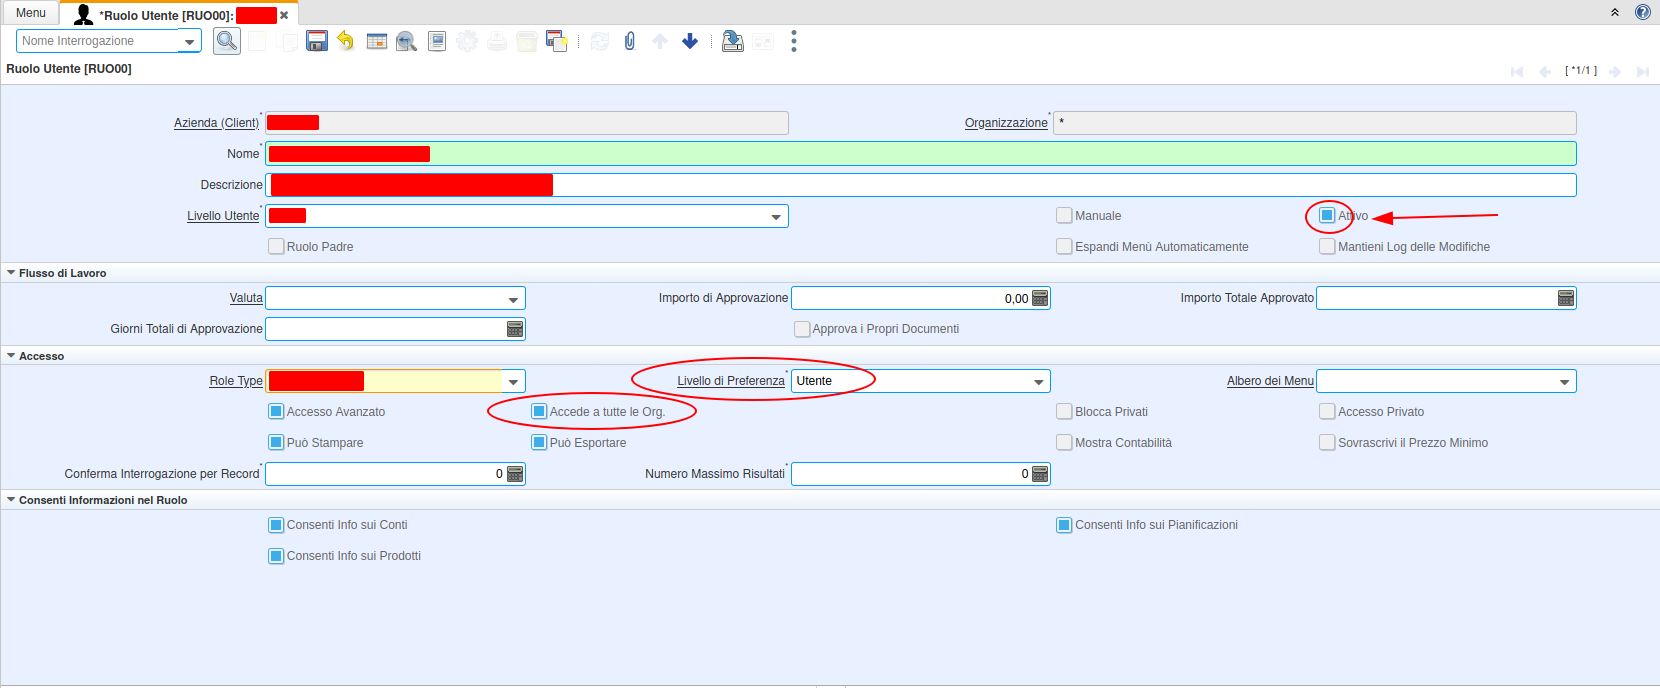 Menu
*Ruolo Utente [RUO00]:
Nome Interrogazione
Ruolo Utente [RUO00]
[ *1/1 ]
Azienda (Client)*
Organizzazione* *
Nome*
Descrizione
Livello Utente*
Manuale
Attivo
Ruolo Padre
Espandi Menù Automaticamente
Mantieni Log delle Modifiche
Flusso di Lavoro
Valuta
Importo di Approvazione 0,00
Importo Totale Approvato
Giorni Totali di Approvazione
Approva i Propri Documenti
Accesso
Role Type
Livello di Preferenza* Utente
Albero dei Menu
Accesso Avanzato
Accede a tutte le Org.
Blocca Privati
Accesso Privato
Può Stampare
Può Esportare
Mostra Contabilità
Sovrascrivi il Prezzo Minimo
Conferma Interrogazione per Record* 0
Numero Massimo Risultati* 0
Consenti Informazioni nel Ruolo
Consenti Info sui Conti
Consenti Info sui Pianificazioni
Consenti Info sui Prodotti